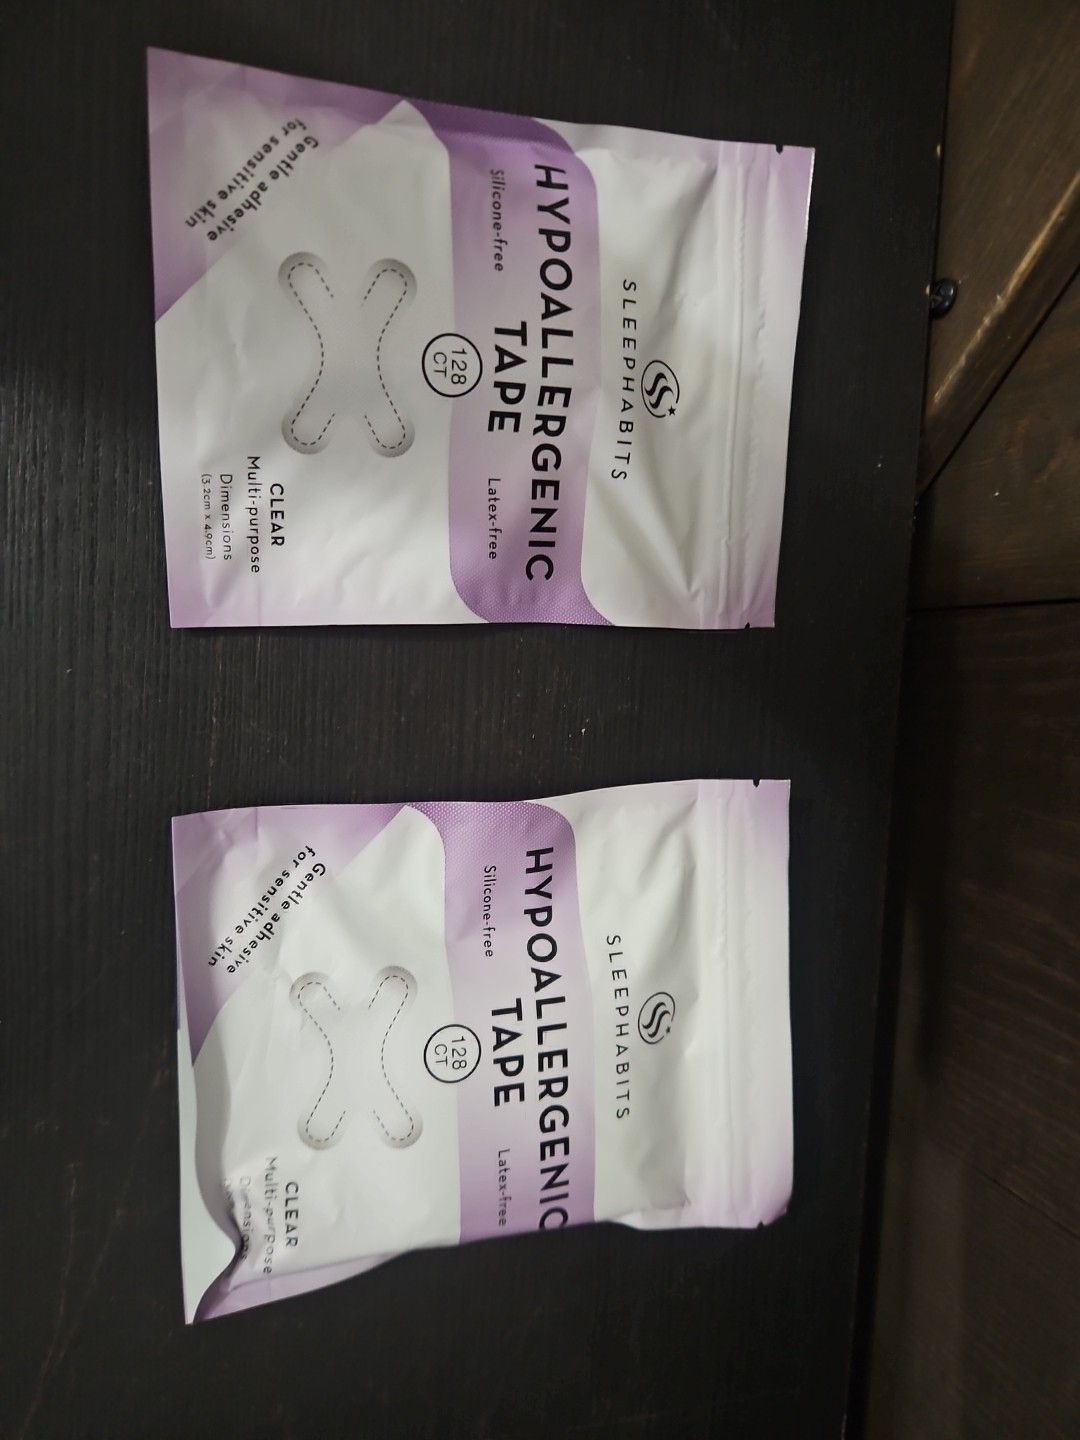 SLEEPHABITS
HYPOALLERGENIC
TAPE
Silicone-free
Latex-free
128
CT
Gentle adhesive
for sensitive skin
CLEAR
Multi-purpose
Dimensions
(3.2cm x 4.9cm)
SLEEPHABITS
HYPOALLERGENIC
TAPE
Silicone-free
Latex-free
128
CT
Gentle adhesive
for sensitive skin
CLEAR
Multi-purpose
Dimensions